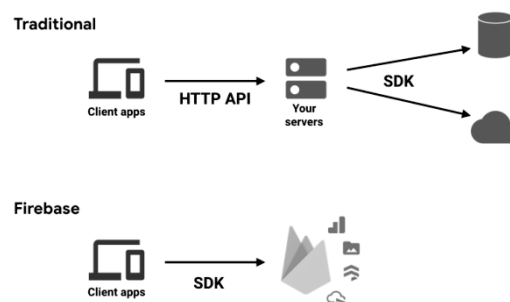 Traditional
Client apps
HTTP API
Your
servers
SDK
Firebase
Client apps
SDK